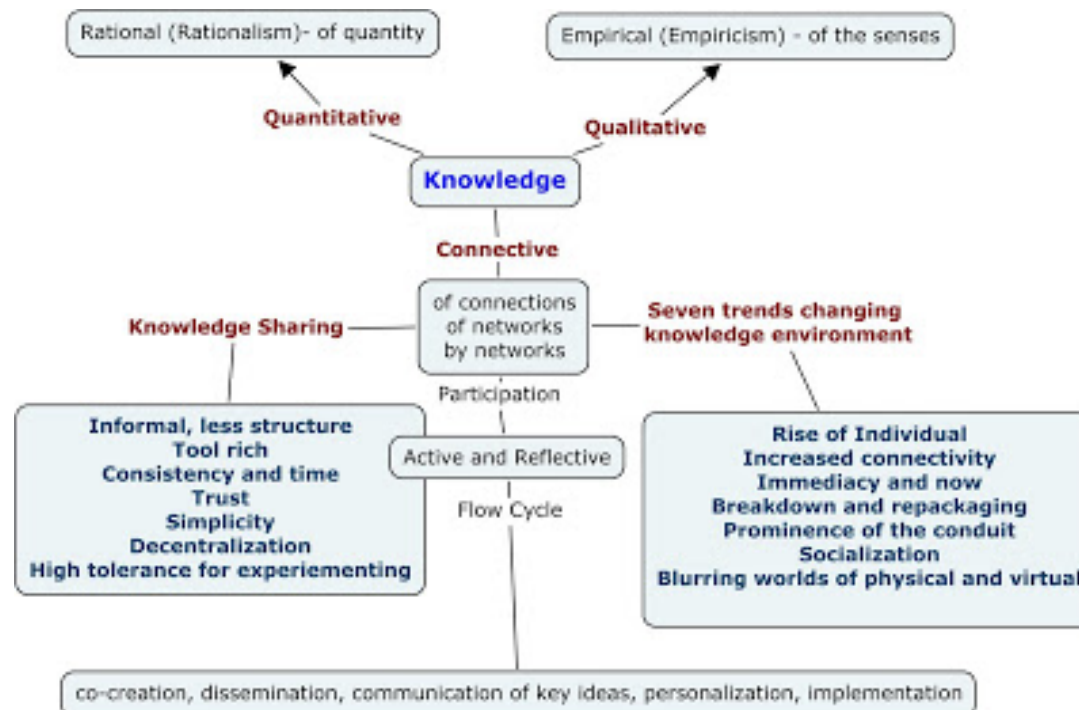 Rational (Rationalism)- of quantity
Empirical (Empiricism) - of the senses
Quantitative
Qualitative
Knowledge
Connective
of connections
of networks
by networks
Knowledge Sharing
Seven trends changing
knowledge environment
Participation
Informal, less structure
Tool rich
Consistency and time
Trust
Simplicity
Decentralization
High tolerance for experiementing
Active and Reflective
Flow Cycle
Rise of Individual
Increased connectivity
Immediacy and now
Breakdown and repackaging
Prominence of the conduit
Socialization
Blurring worlds of physical and virtual
co-creation, dissemination, communication of key ideas, personalization, implementation